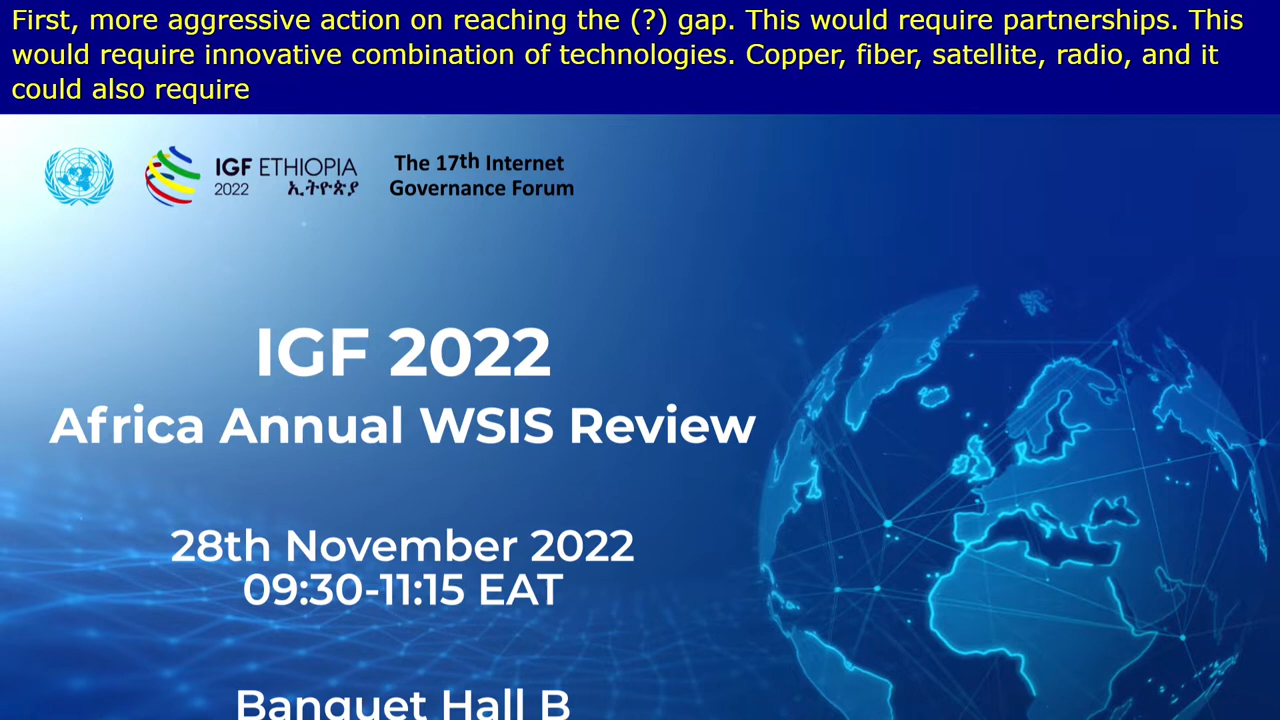 First, more aggressive action on reaching the (?) gap. This would require partnerships. This
would require innovative combination of technologies. Copper, fiber, satellite, radio, and it
could also require
IGF ETHIOPIA
2022 ኢትዮጵያ
The 17th Internet
Governance Forum
IGF 2022
Africa Annual WSIS Review
28th November 2022
09:30-11:15 EAT
Banquet Hall B